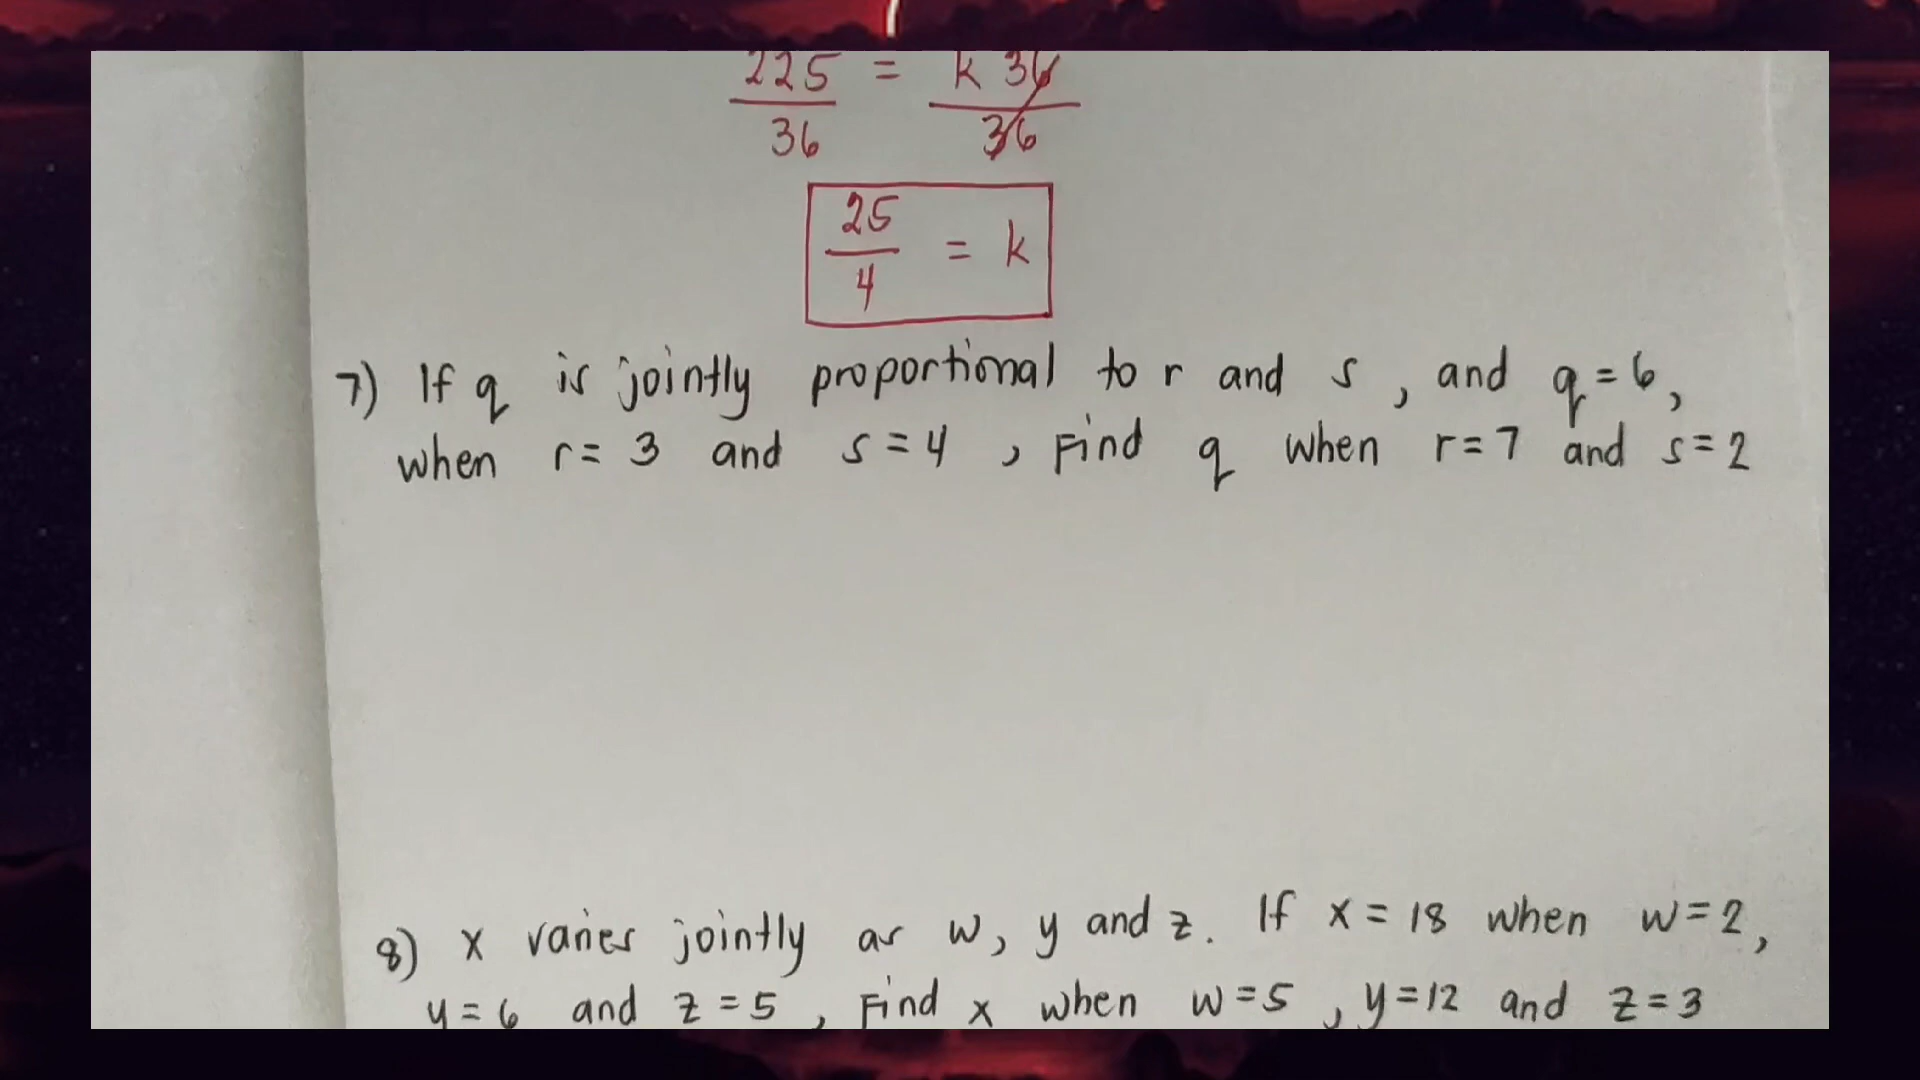 225 = k 36
36 36
25 = k
4
7) If q is jointly proportional to r and s, and q=6,
when r= 3 and s=4, Find q when r=7 and s=2
8) x varies jointly as w, y and z. If x=18 when w=2,
y=6 and z=5, Find x when w=5, y=12 and z=3